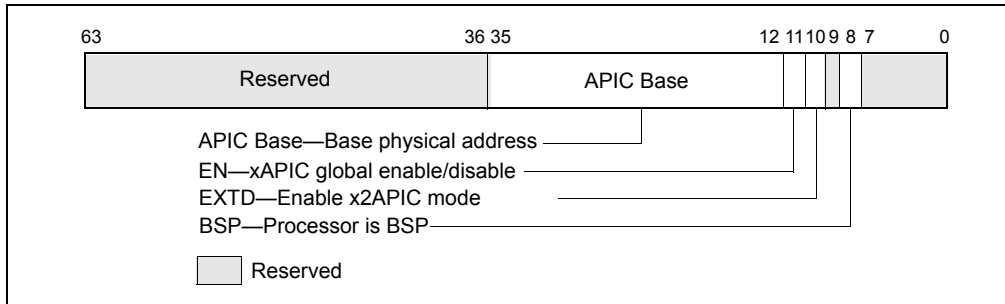 63 36 35 12 11 10 9 8 7 0
Reserved APIC Base
APIC Base—Base physical address
EN—xAPIC global enable/disable
EXTD—Enable x2APIC mode
BSP—Processor is BSP
Reserved